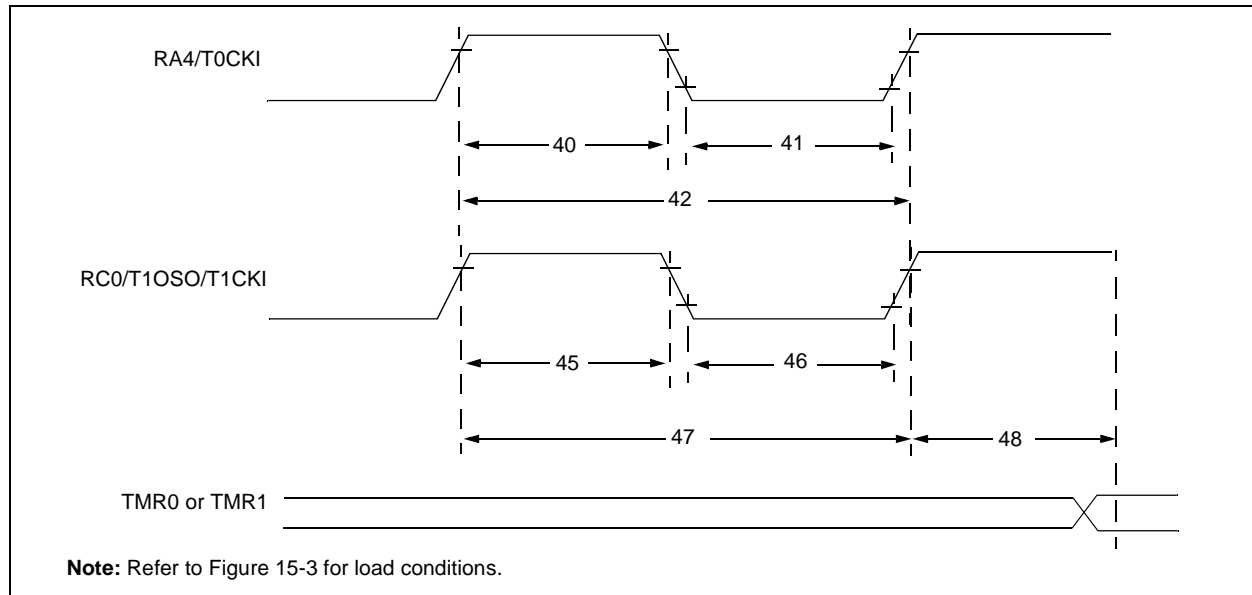 RA4/T0CKI
40
41
42
RC0/T1OSO/T1CKI
45
46
47
48
TMR0 or TMR1
Note: Refer to Figure 15-3 for load conditions.